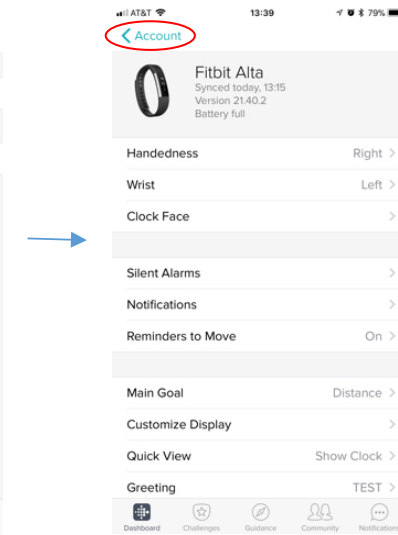 AT&T 13:39 79%
Account
Fitbit Alta
Synced today, 13:15
Version 21.40.2
Battery full
Handedness Right
Wrist Left
Clock Face
Silent Alarms
Notifications
Reminders to Move On
Main Goal Distance
Customize Display
Quick View Show Clock
Greeting TEST
Dashboard Challenges Guidance Community Notifications